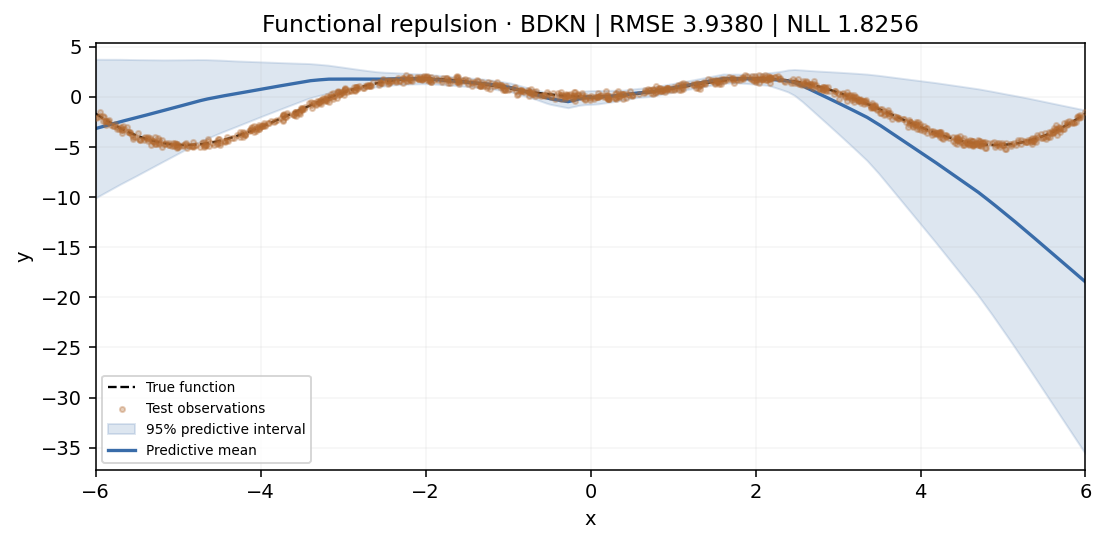 Functional repulsion · BDKN | RMSE 3.9380 | NLL 1.8256
5
0
−5
−10
−15
−20
−25
−30
−35
y
True function
Test observations
95% predictive interval
Predictive mean
−6
−4
−2
0
2
4
6
x